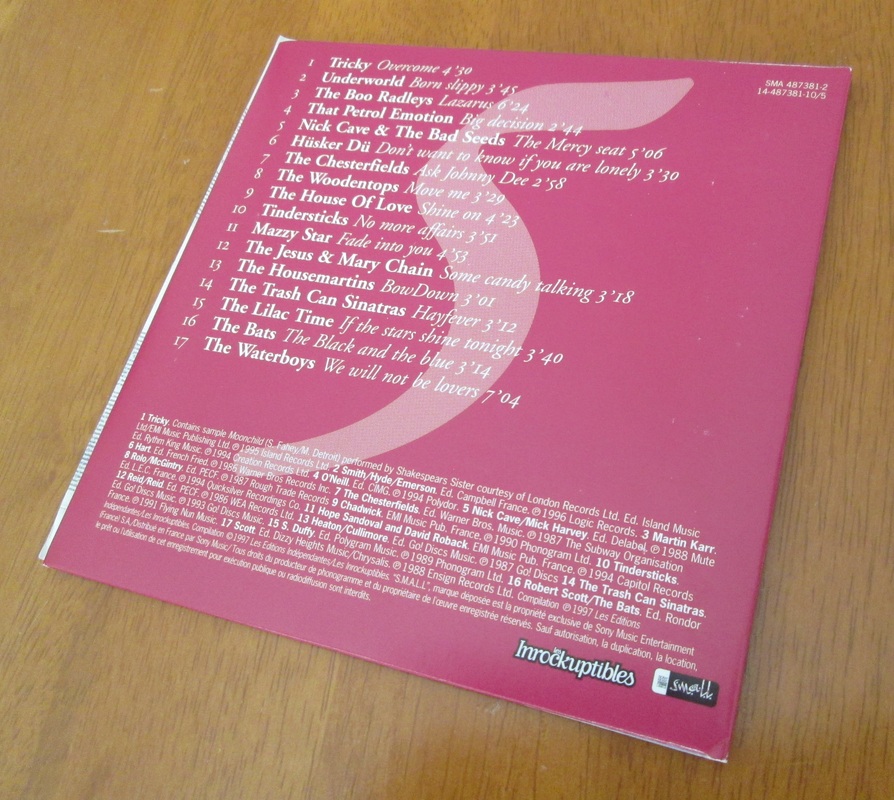 1 Tricky Overcome 4'30
2 Underworld Born slippy 3'45
3 The Boo Radleys Lazarus 6'24
4 That Petrol Emotion Big decision 2'44
5 Nick Cave & The Bad Seeds The Mercy seat 5'06
6 Hüsker Dü Don't want to know if you are lonely 3'30
7 The Chesterfields Ask Johnny Dee 2'58
8 The Woodentops Move me 3'29
9 The House Of Love Shine on 4'23
10 Tindersticks No more affairs 3'51
11 Mazzy Star Fade into you 4'53
12 The Jesus & Mary Chain Some candy talking 3'18
13 The Housemartins BowDown 3'01
14 The Trash Can Sinatras Hayfever 3'12
15 The Lilac Time If the stars shine tonight 3'40
16 The Bats The Black and the blue 3'14
17 The Waterboys We will not be lovers 7'04
SMA 487381-2
14-487381-10/5
5
1 Tricky. Contains sample Moonchild (S. Fahey/M. Detroit) performed by Shakespears Sister courtesy of London Records Ltd. Ed. Island Music
Ltd/EMI Music Publishing Ltd ℗1995 Island Records Ltd. 2 Smith/Hyde/Emerson. Ed. Campbell France. ℗1996 Logic Records. 3 Martin Karr.
Ed. Rythm King Music. ℗1994 Creation Records Ltd. 4 O'Neill. Ed. CIMG. ℗1994 Polydor. 5 Nick Cave/Mick Harvey. Ed. Delabel. ℗1988 Mute
6 Hart. Ed. French Fried. ℗1986 Warner Bros Records Inc. 7 The Chesterfields. Ed. Warner Bros. Music. ℗1987 The Subway Organisation
8 Rolo/McGintry. Ed. PECF. ℗1987 Rough Trade Records. 9 Chadwick. EMI Music Pub. France. ℗1990 Phonogram Ltd. 10 Tindersticks.
Ed. L.E.C. France. ℗1994 Quicksilver Recordings Co. 11 Hope Sandoval and David Roback. EMI Music Pub. France. ℗1994 Capitol Records
12 Reid/Reid. Ed. PECF. ℗1986 WEA Records Ltd. 13 Heaton/Cullimore. Ed. Go! Discs Music. ℗1987 Go! Discs 14 The Trash Can Sinatras.
Ed. Go! Discs Music. ℗1993 Go! Discs Music. 15 S. Duffy. Ed. Polygram Music. ℗1989 Phonogram Ltd. 16 Robert Scott/The Bats. Ed. Rondor
France. ℗1991 Flying Nun Music. 17 Scott. Ed. Dizzy Heights Music/Chrysalis. ℗1988 Ensign Records Ltd. Compilation ℗1997 Les Editions
Indépendantes/Les Inrockuptibles. Compilation ©1997 Les Editions Indépendantes/Les Inrockuptibles. "S.M.A.L.L", marque déposée est la propriété exclusive de Sony Music Entertainment
(France) S.A./Distribué en France par Sony Music/Tous droits du producteur de phonogramme et du propriétaire de l'œuvre enregistrée réservés. Sauf autorisation, la duplication, la location,
le prêt ou l'utilisation de cet enregistrement pour exécution publique ou radiodiffusion sont interdits.
les Inrockuptibles
small